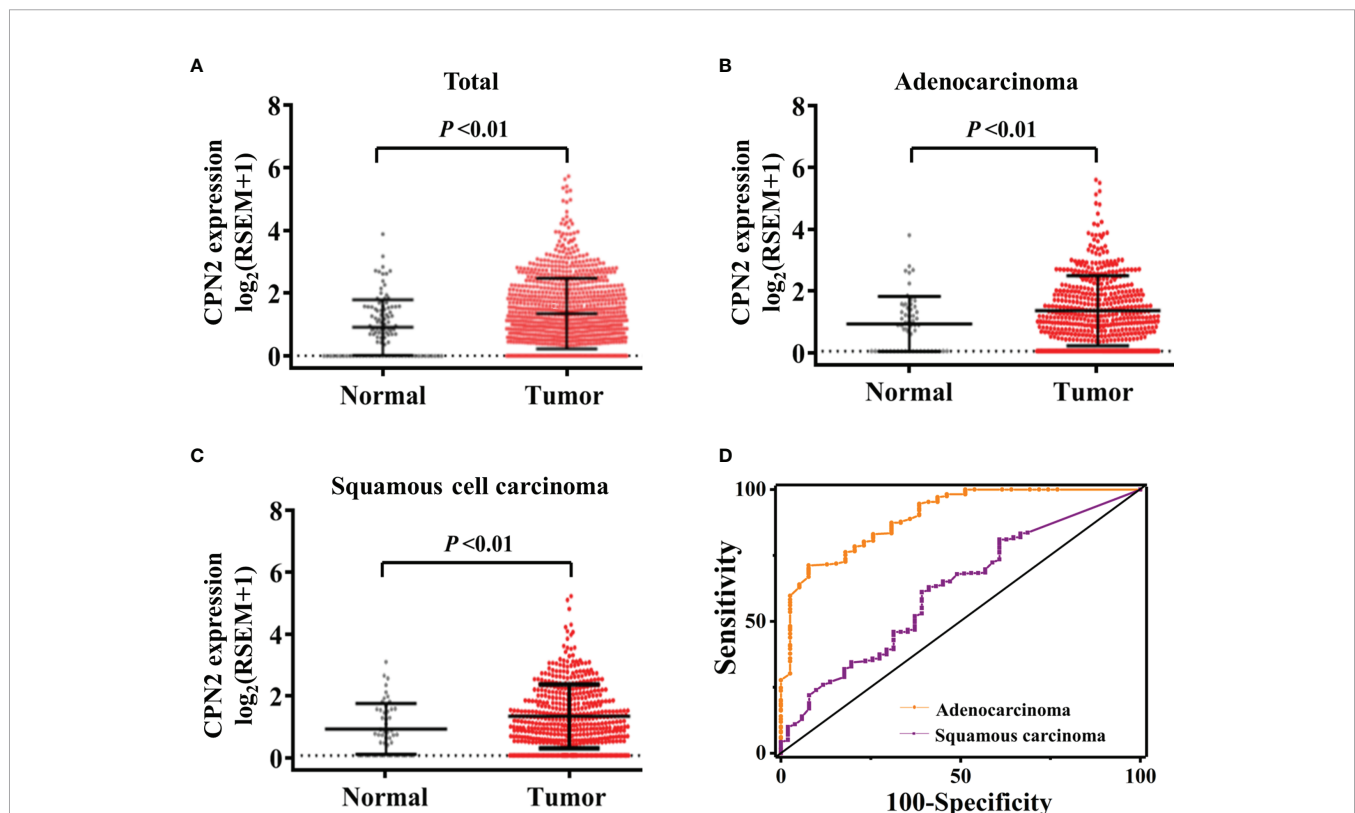 A
Total
8
6
4
2
0
CPN2 expression
log₂(RSEM+1)
P <0.01
Normal
Tumor
B
Adenocarcinoma
8
6
4
2
0
CPN2 expression
log₂(RSEM+1)
P <0.01
Normal
Tumor
C
Squamous cell carcinoma
8
6
4
2
0
CPN2 expression
log₂(RSEM+1)
P <0.01
Normal
Tumor
D
100
50
0
Sensitivity
Adenocarcinoma
Squamous carcinoma
0
50
100
100-Specificity